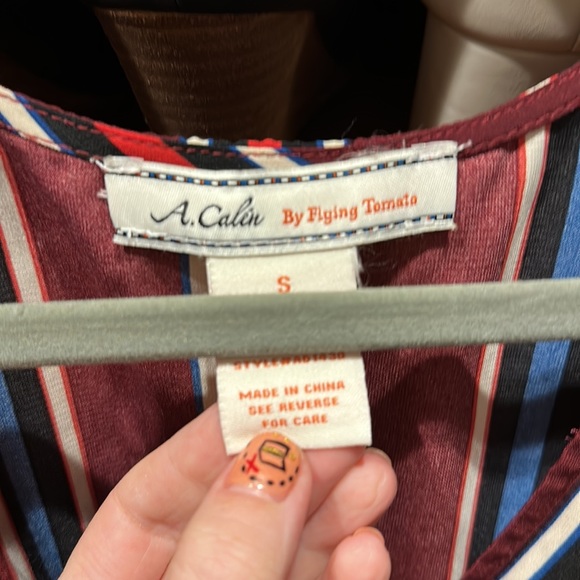 A. Calin By Flying Tomato
S
MADE IN CHINA
SEE REVERSE
FOR CARE